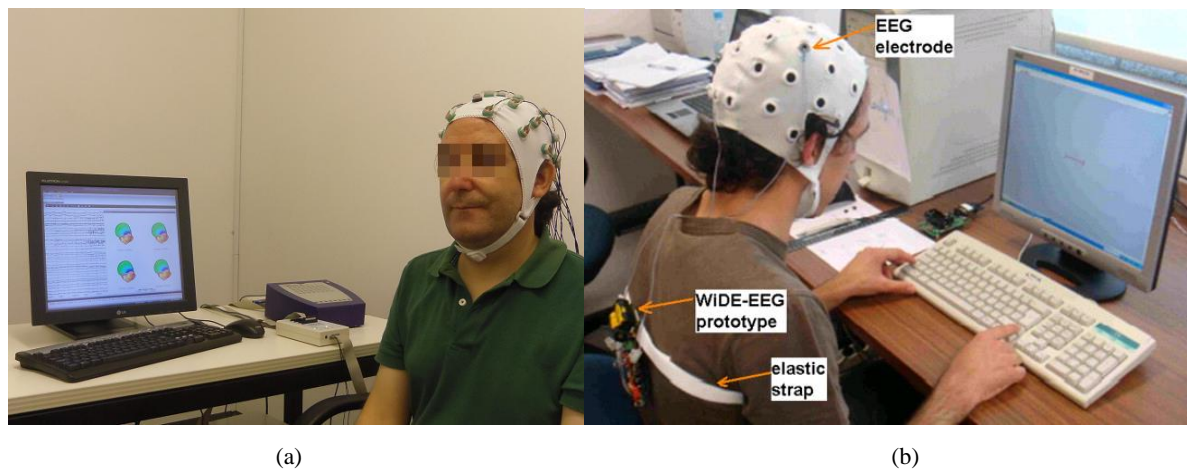 EEG
electrode
WiDE-EEG
prototype
elastic
strap
(a)
(b)